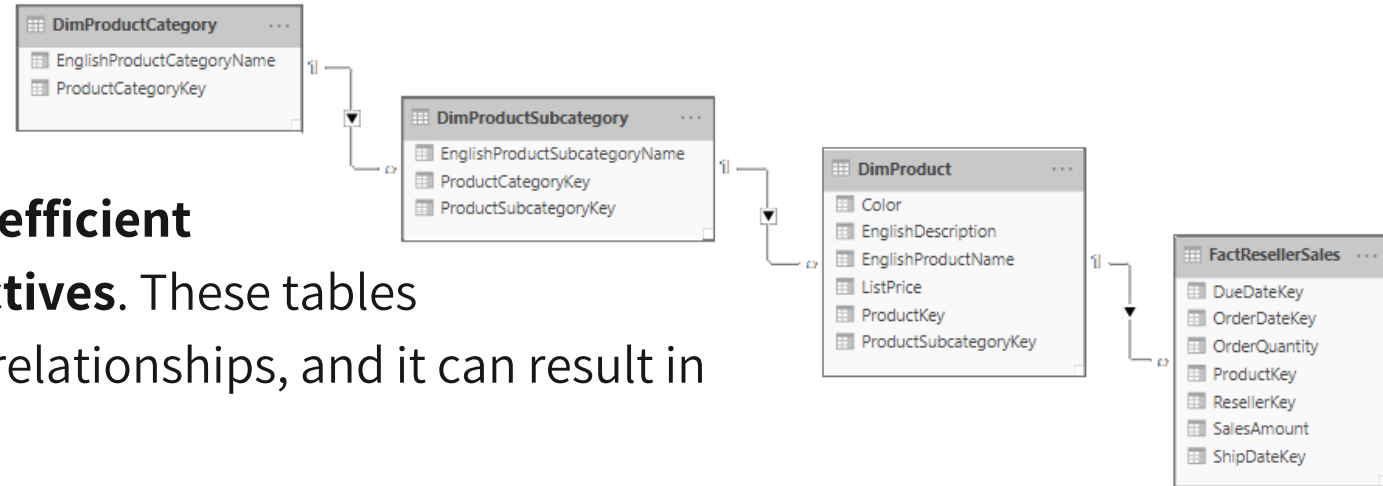 DimProductCategory
EnglishProductCategoryName
ProductCategoryKey
DimProductSubcategory
EnglishProductSubcategoryName
ProductCategoryKey
ProductSubcategoryKey
DimProduct
Color
EnglishDescription
EnglishProductName
ListPrice
ProductKey
ProductSubcategoryKey
FactResellerSales
DueDateKey
OrderDateKey
OrderQuantity
ProductKey
ResellerKey
SalesAmount
ShipDateKey
efficient
ctives. These tables
relationships, and it can result in